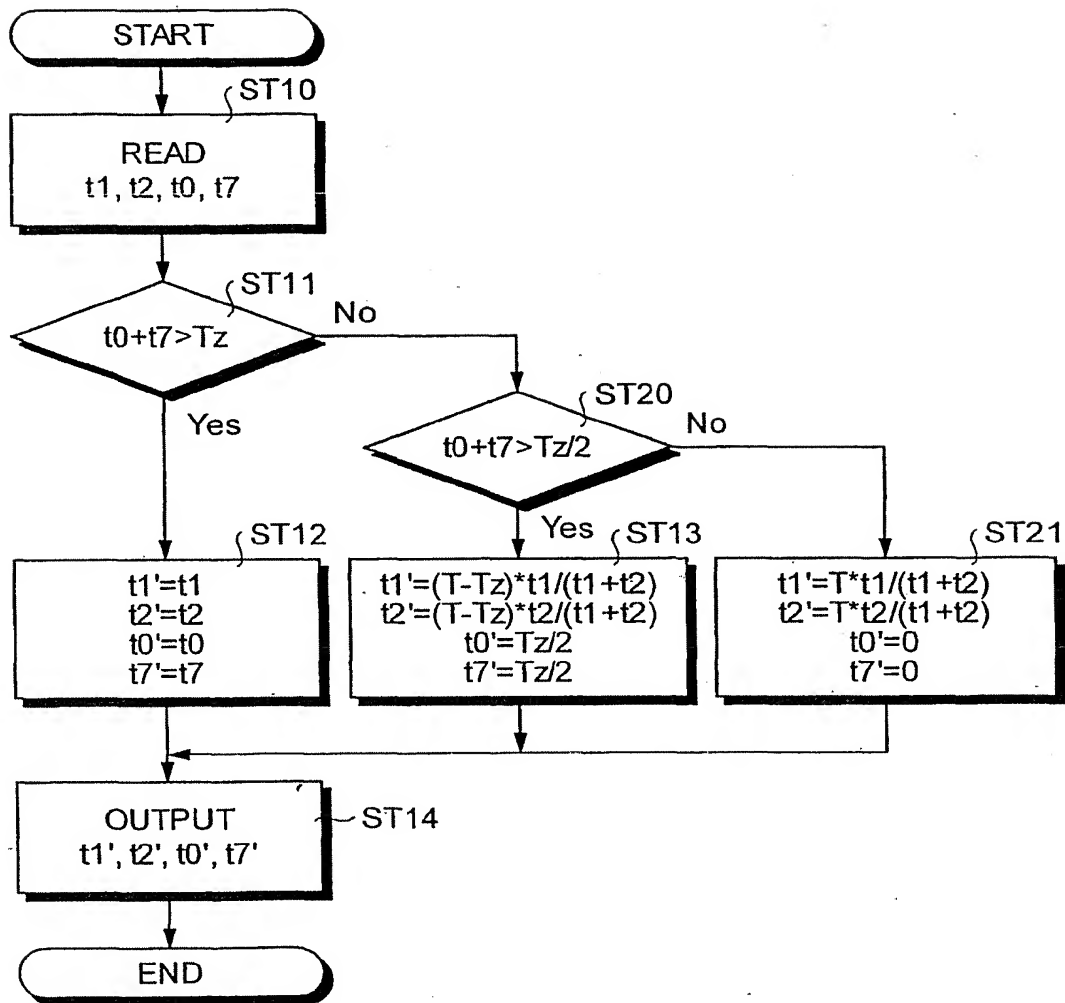 START
ST10
READ
t1, t2, t0, t7
ST11
t0+t7>Tz
No
Yes
ST20
t0+t7>Tz/2
No
Yes
ST12
t1'=t1
t2'=t2
t0'=t0
t7'=t7
ST13
t1'=(T-Tz)*t1/(t1+t2)
t2'=(T-Tz)*t2/(t1+t2)
t0'=Tz/2
t7'=Tz/2
ST21
t1'=T*t1/(t1+t2)
t2'=T*t2/(t1+t2)
t0'=0
t7'=0
OUTPUT
t1', t2', t0', t7'
ST14
END